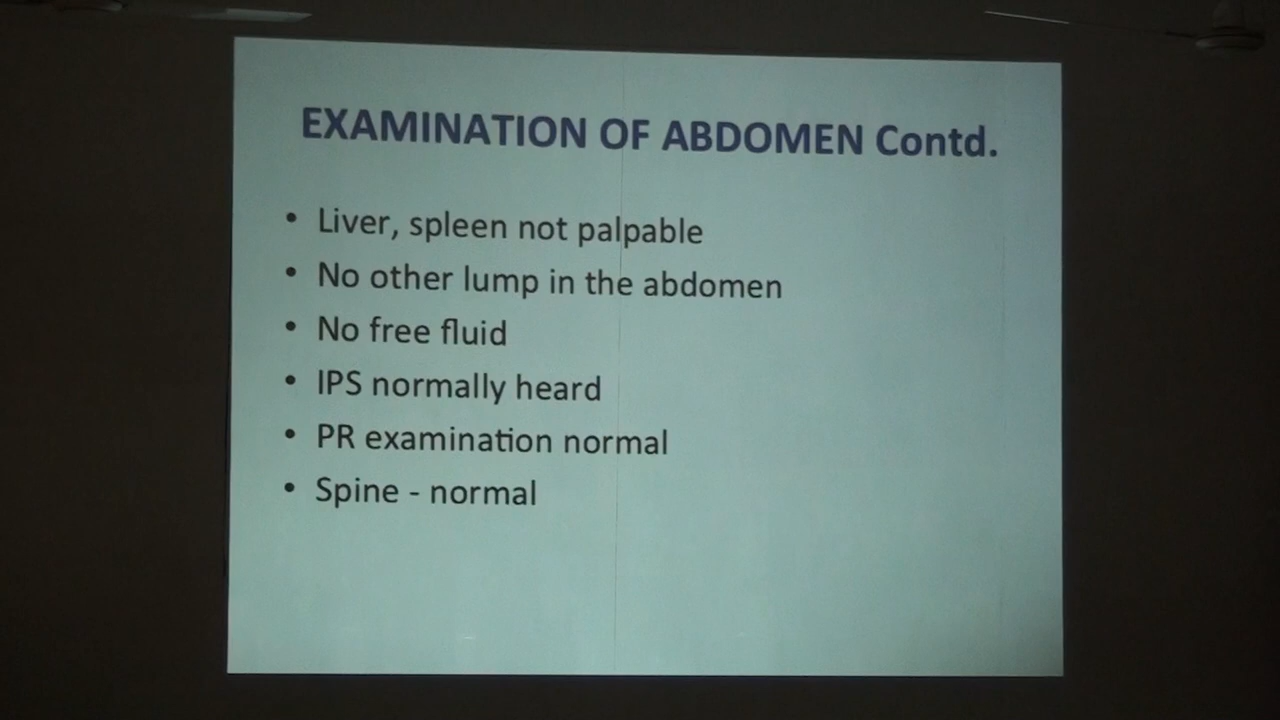 EXAMINATION OF ABDOMEN Contd.
• Liver, spleen not palpable
• No other lump in the abdomen
• No free fluid
• IPS normally heard
• PR examination normal
• Spine - normal